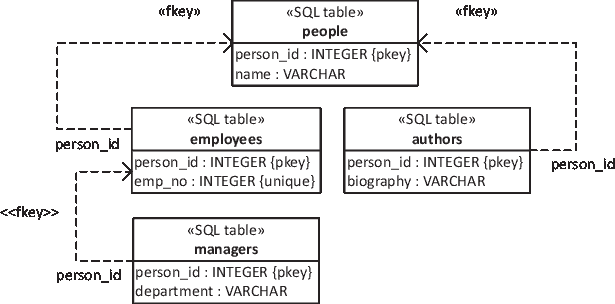 «fkey»
«SQL table»
«fkey»
people
person_id : INTEGER {pkey}
name : VARCHAR
«SQL table»
employees
person_id : INTEGER {pkey}
emp_no : INTEGER {unique}
person_id
«SQL table»
authors
person_id : INTEGER {pkey}
biography : VARCHAR
person_id
<<fkey>>
«SQL table»
managers
person_id : INTEGER {pkey}
department : VARCHAR
person_id